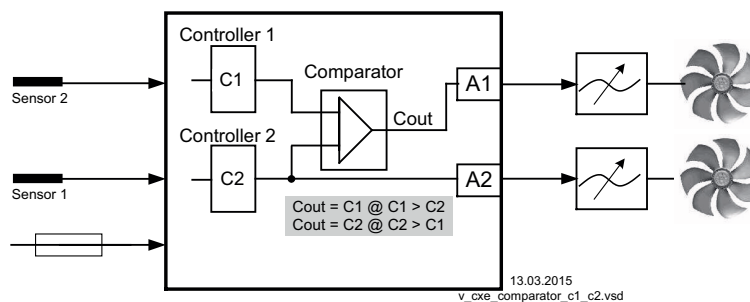 Controller 1
C1
Comparator
A1
Sensor 2
Cout
Controller 2
C2
A2
Sensor 1
Cout = C1 @ C1 > C2
Cout = C2 @ C2 > C1
13.03.2015
v_cxe_comparator_c1_c2.vsd